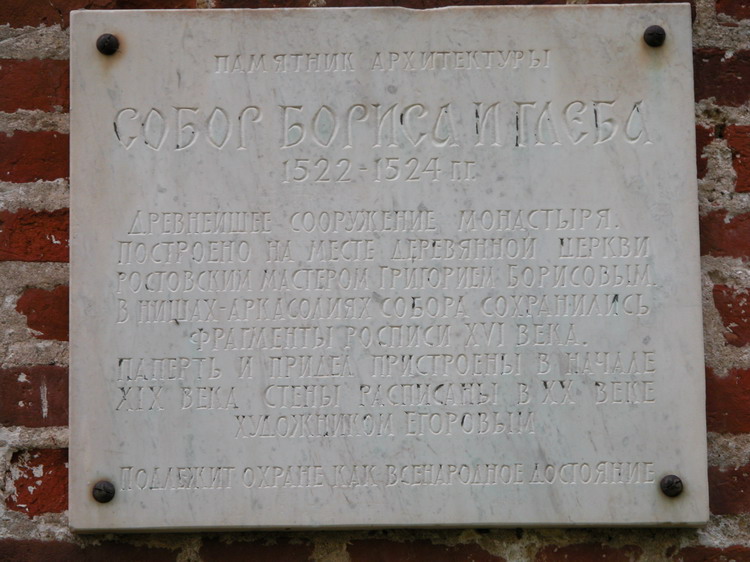 ПАМЯТНИК АРХИТЕКТУРЫ
СОБОР БОРИСА И ГЛЕБА
1522 - 1524 гг.
ДРЕВНЕЙШЕЕ СООРУЖЕНИЕ МОНАСТЫРЯ.
ПОСТРОЕНО НА МЕСТЕ ДЕРЕВЯННОЙ ЦЕРКВИ
РОСТОВСКИМ МАСТЕРОМ ГРИГОРИЕМ БОРИСОВЫМ.
В НИШАХ-АРКАСОЛИЯХ СОБОРА СОХРАНИЛИСЬ
ФРАГМЕНТЫ РОСПИСИ XVI ВЕКА.
ПАПЕРТЬ И ПРИДЕЛ ПРИСТРОЕНЫ В НАЧАЛЕ
XIX ВЕКА СТЕНЫ РАСПИСАНЫ В XX ВЕКЕ
ХУДОЖНИКОМ ЕГОРОВЫМ
ПОДЛЕЖИТ ОХРАНЕ КАК ВСЕНАРОДНОЕ ДОСТОЯНИЕ